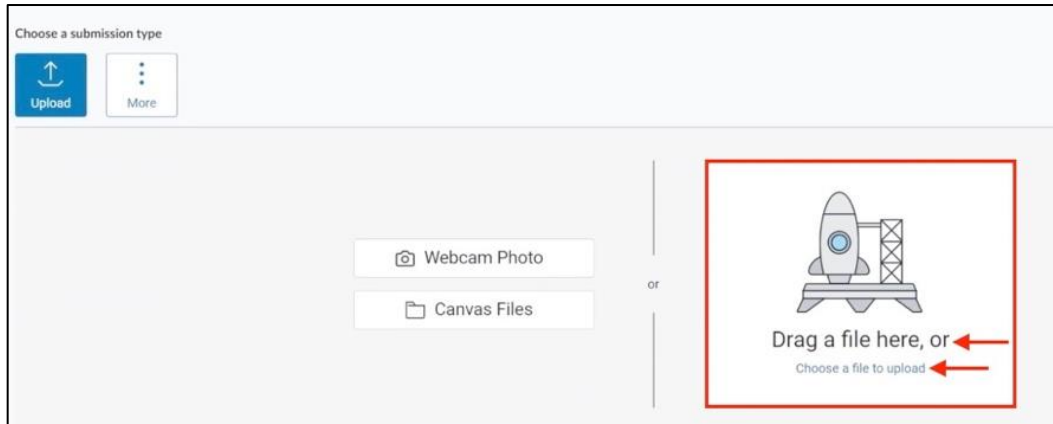 Choose a submission type
Upload
More
Webcam Photo
Canvas Files
or
Drag a file here, or
Choose a file to upload